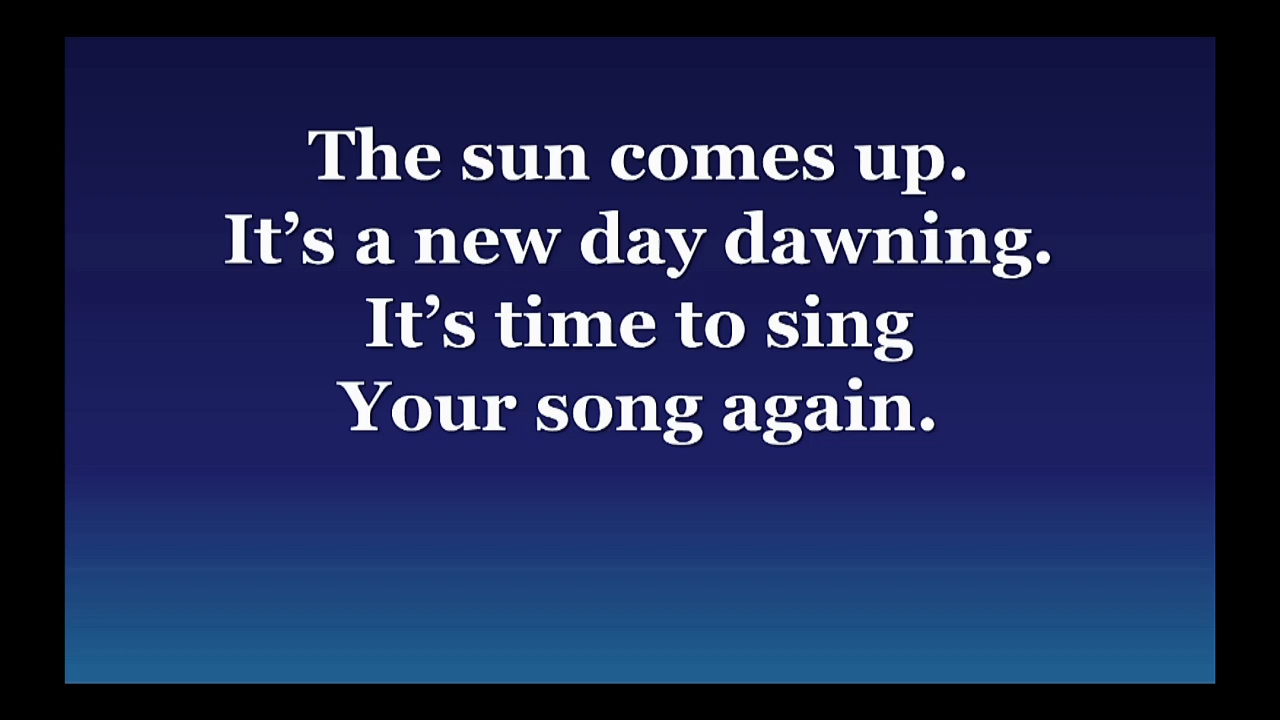 The sun comes up.
It’s a new day dawning.
It’s time to sing
Your song again.